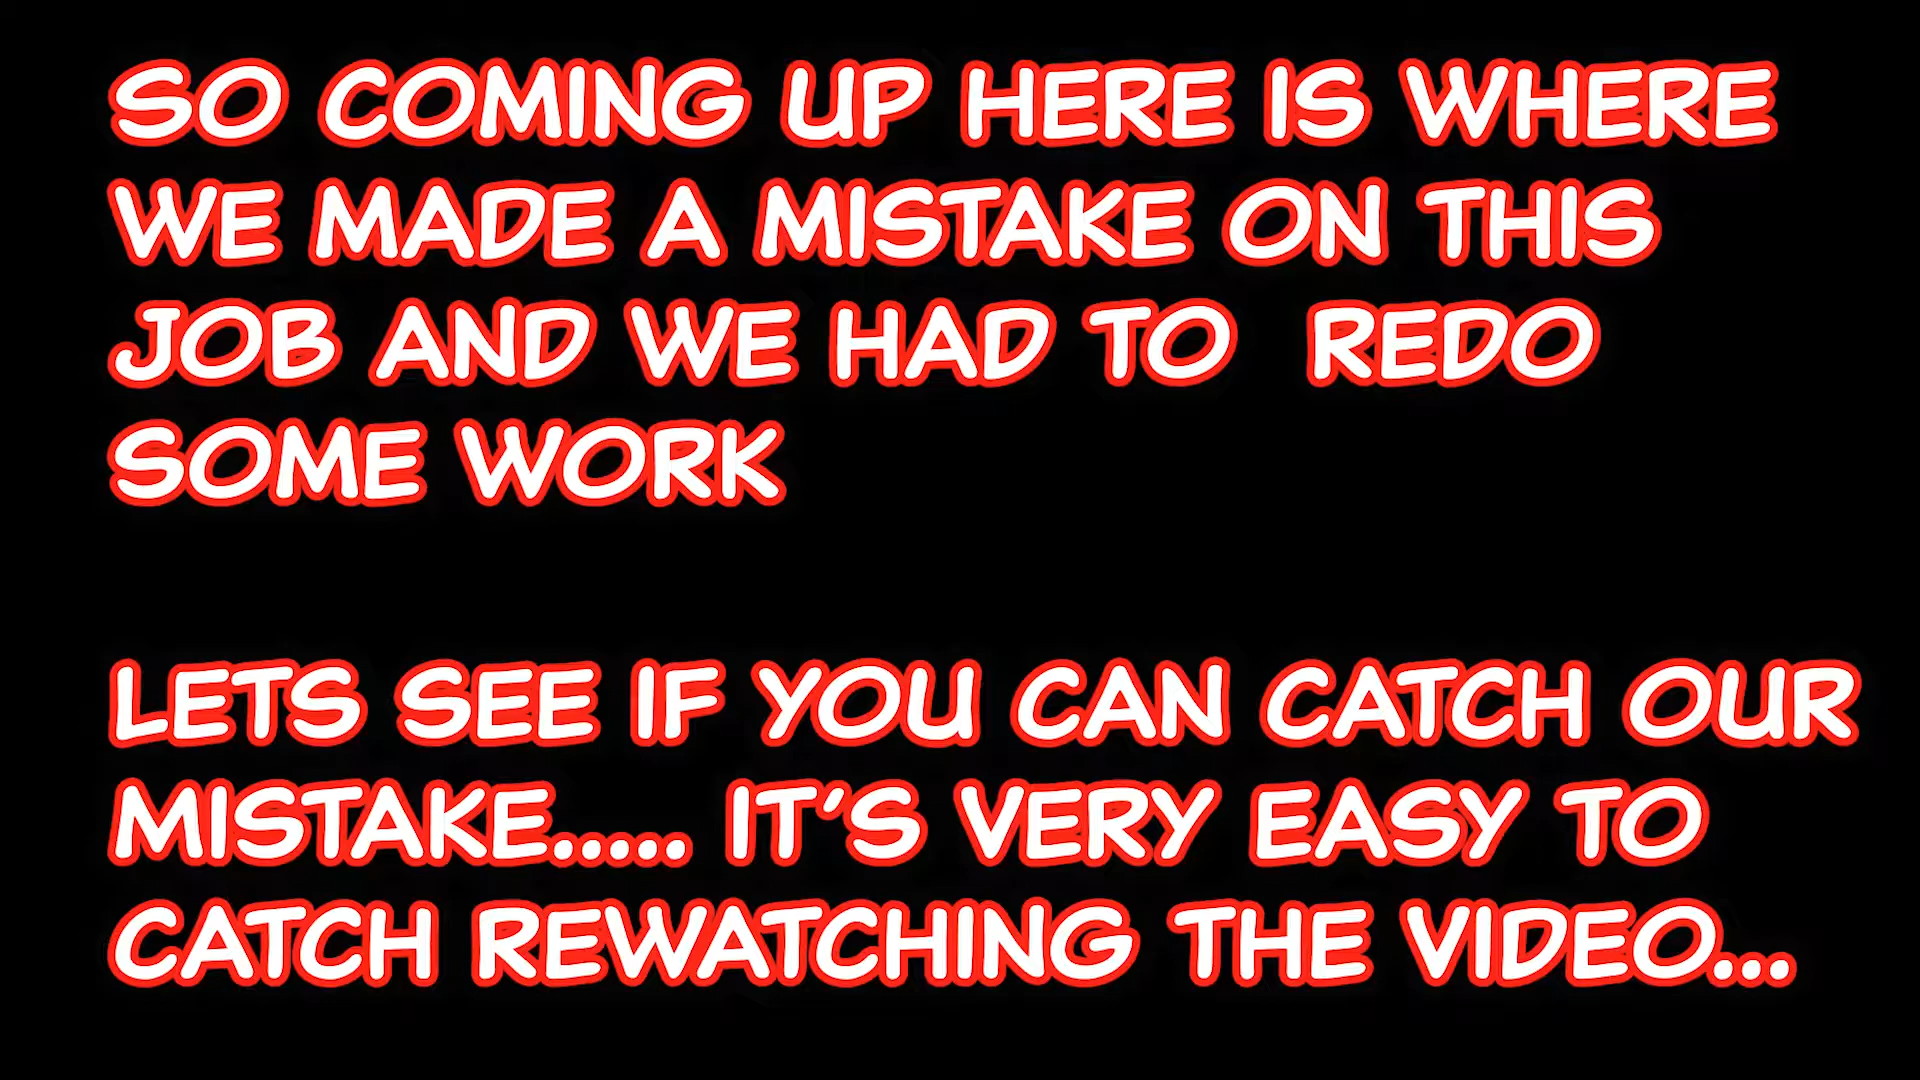 SO COMING UP HERE IS WHERE
WE MADE A MISTAKE ON THIS
JOB AND WE HAD TO  REDO
SOME WORK
LETS SEE IF YOU CAN CATCH OUR
MISTAKE..... IT'S VERY EASY TO
CATCH REWATCHING THE VIDEO...